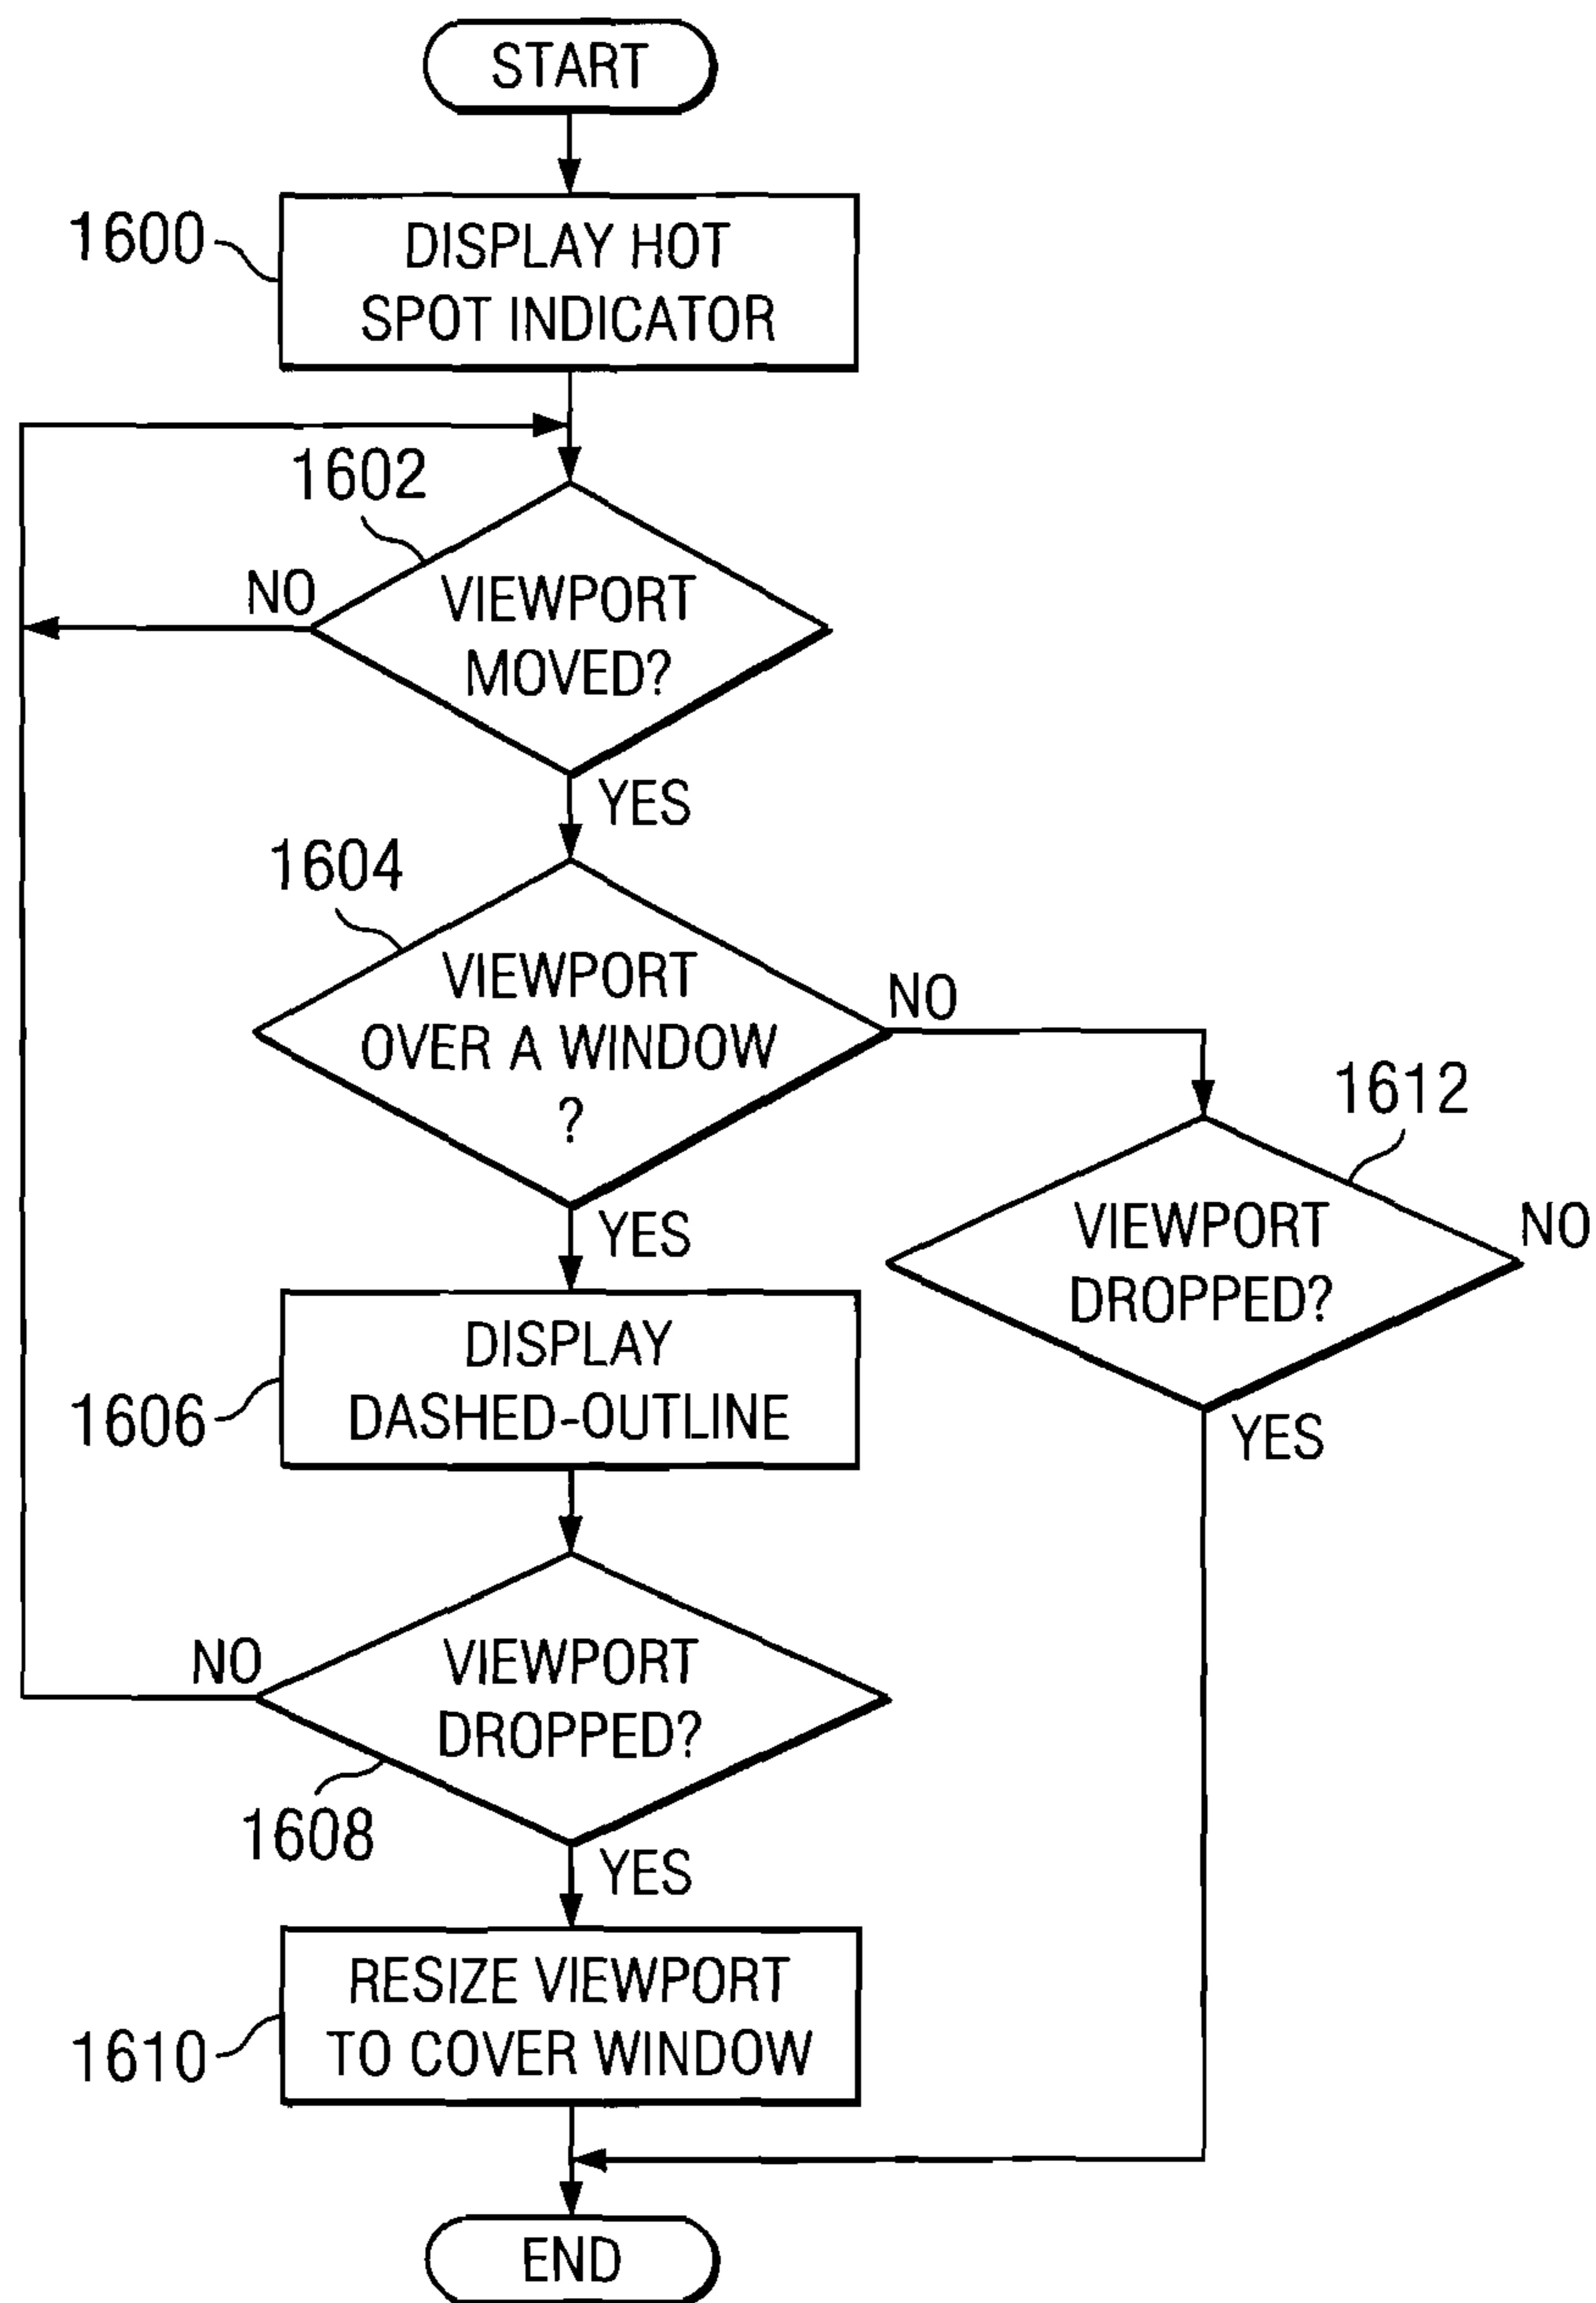 START
1600
DISPLAY HOT
SPOT INDICATOR
1602
NO
VIEWPORT
MOVED?
YES
1604
VIEWPORT
OVER A WINDOW
?
NO
1612
YES
VIEWPORT
DROPPED?
NO
YES
DISPLAY
DASHED-OUTLINE
1606
NO
VIEWPORT
DROPPED?
1608
YES
RESIZE VIEWPORT
TO COVER WINDOW
1610
END